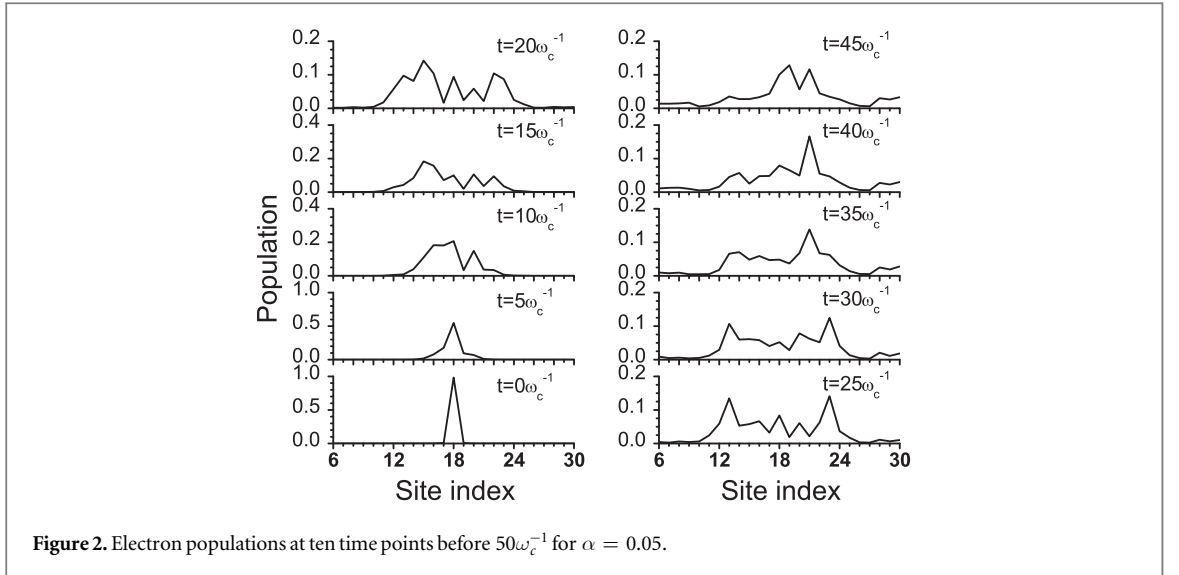 Population
0.2
0.1
0.0
t=20ω_c^-1
0.4
0.2
0.0
t=15ω_c^-1
0.4
0.2
0.0
t=10ω_c^-1
1.0
0.5
0.0
t=5ω_c^-1
1.0
0.5
0.0
t=0ω_c^-1
6 12 18 24 30
Site index
0.2
0.1
0.0
t=45ω_c^-1
0.2
0.1
0.0
t=40ω_c^-1
0.2
0.1
0.0
t=35ω_c^-1
0.2
0.1
0.0
t=30ω_c^-1
0.2
0.1
0.0
t=25ω_c^-1
6 12 18 24 30
Site index
Figure 2. Electron populations at ten time points before 50ω_c^-1 for α = 0.05.